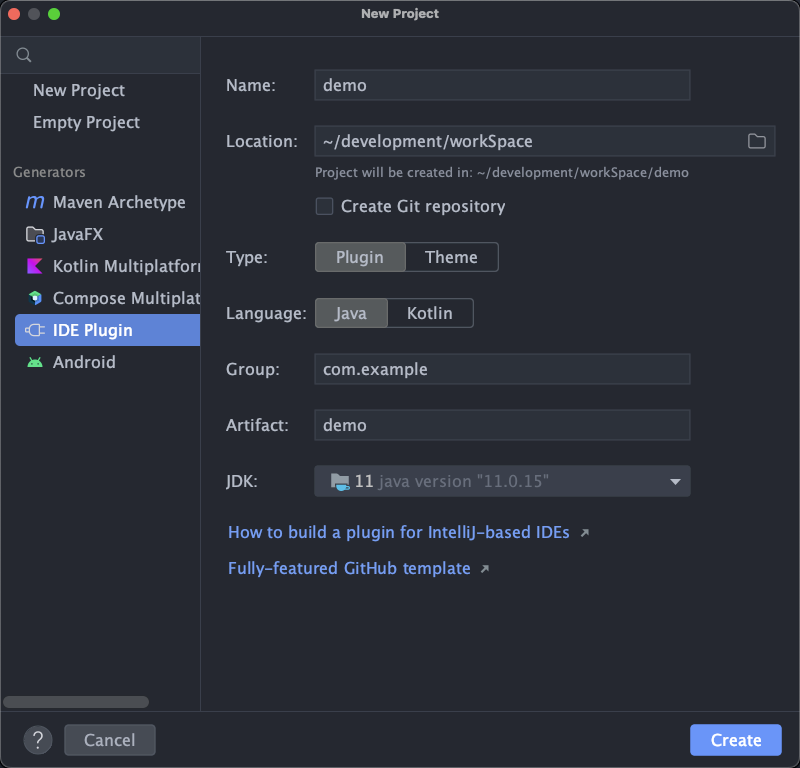 New Project
New Project
Empty Project
Generators
m Maven Archetype
JavaFX
Kotlin Multiplatfor
Compose Multiplat
IDE Plugin
Android
Name: demo
Location: ~/development/workSpace
Project will be created in: ~/development/workSpace/demo
Create Git repository
Type: Plugin Theme
Language: Java Kotlin
Group: com.example
Artifact: demo
JDK: 11 java version "11.0.15"
How to build a plugin for IntelliJ-based IDEs ↗
Fully-featured GitHub template ↗
? Cancel Create